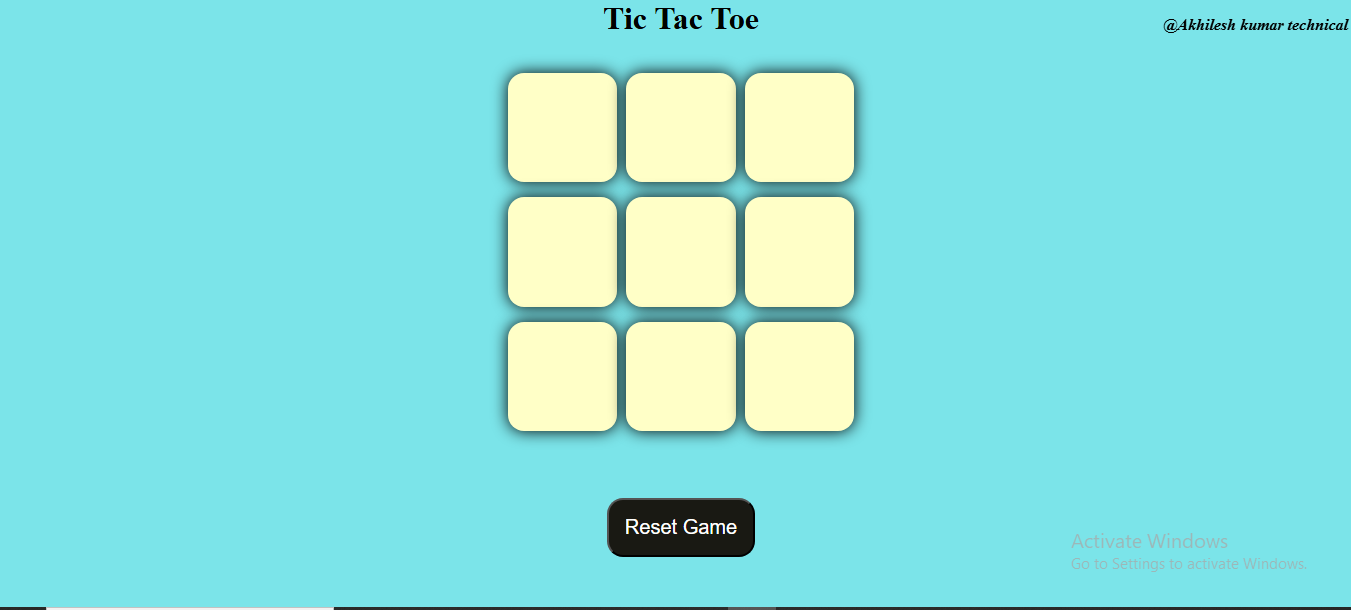 Tic Tac Toe
@Akhilesh kumar technical
Reset Game
Activate Windows
Go to Settings to activate Windows.